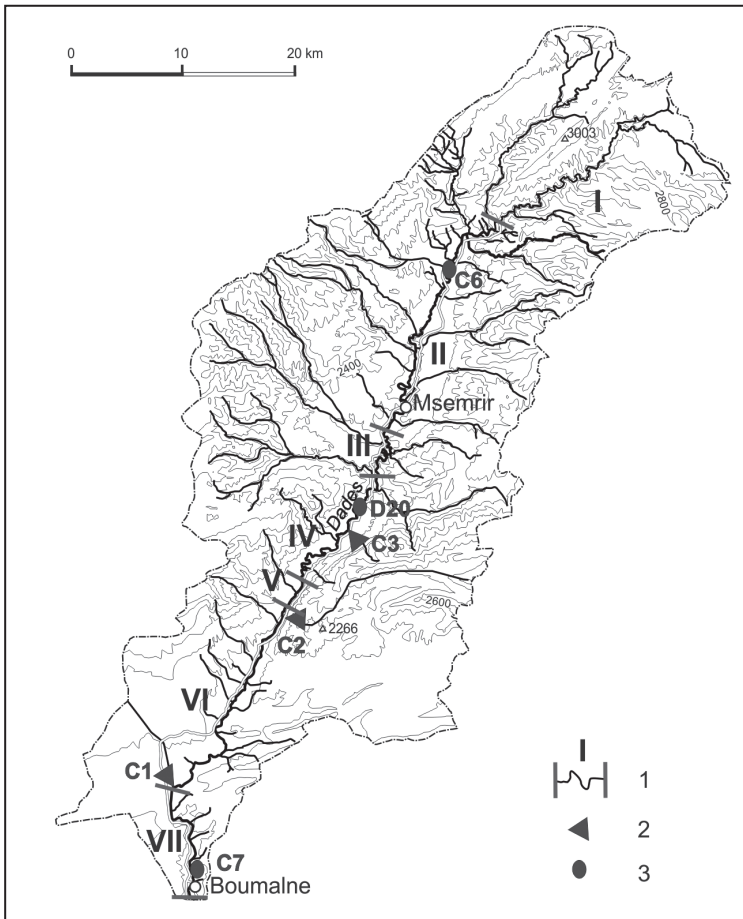 0 10 20 km
3003
I
2800
C6
II
2400
Msemrir
III
Dades
D20
IV
C3
V
2600
2266
C2
VI
C1
VII
C7
Boumalne
I
1
2
3